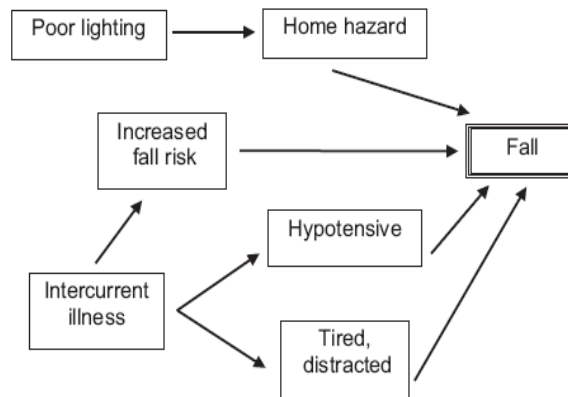 Poor lighting
Home hazard
Increased
fall risk
Fall
Hypotensive
Intercurrent
illness
Tired,
distracted